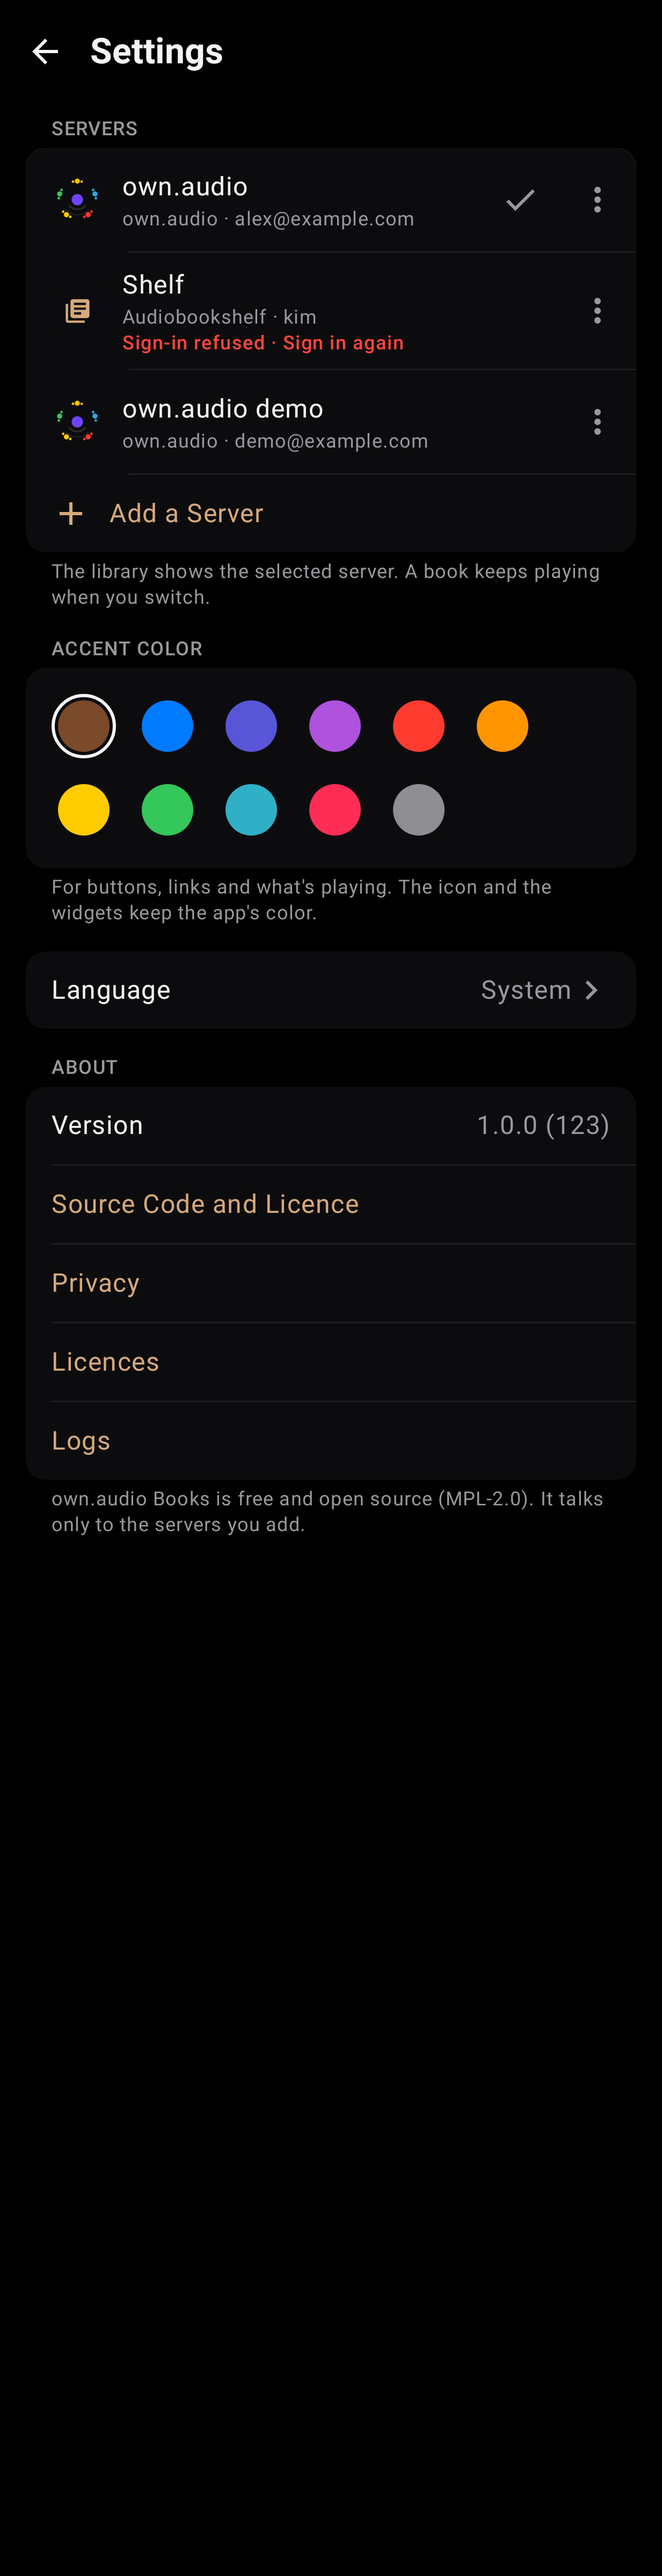 Settings
SERVERS
own.audio
own.audio · alex@example.com
Shelf
Audiobookshelf · kim
Sign-in refused · Sign in again
own.audio demo
own.audio · demo@example.com
Add a Server
The library shows the selected server. A book keeps playing
when you switch.
ACCENT COLOR
For buttons, links and what's playing. The icon and the
widgets keep the app's color.
Language System
ABOUT
Version 1.0.0 (123)
Source Code and Licence
Privacy
Licences
Logs
own.audio Books is free and open source (MPL-2.0). It talks
only to the servers you add.